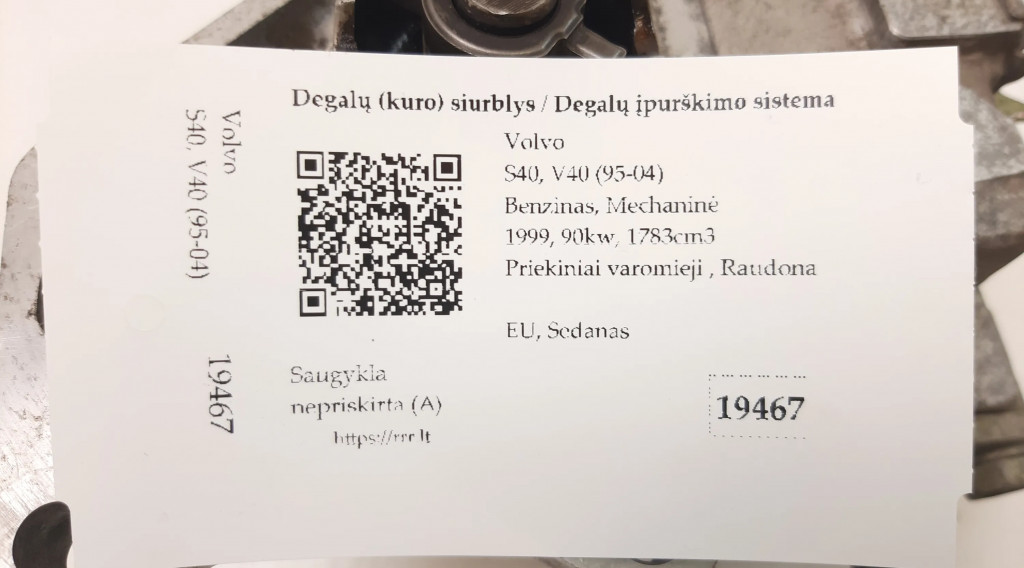 Degalų (kuro) siurblys / Degalų įpurškimo sistema
Volvo
S40, V40 (95-04)
Volvo
S40, V40 (95-04)
Benzinas, Mechaninė
1999, 90kw, 1783cm3
Priekiniai varomieji , Raudona
EU, Sedanas
19467
Saugykla
nepriskirta (A)
https://rrr.lt
19467